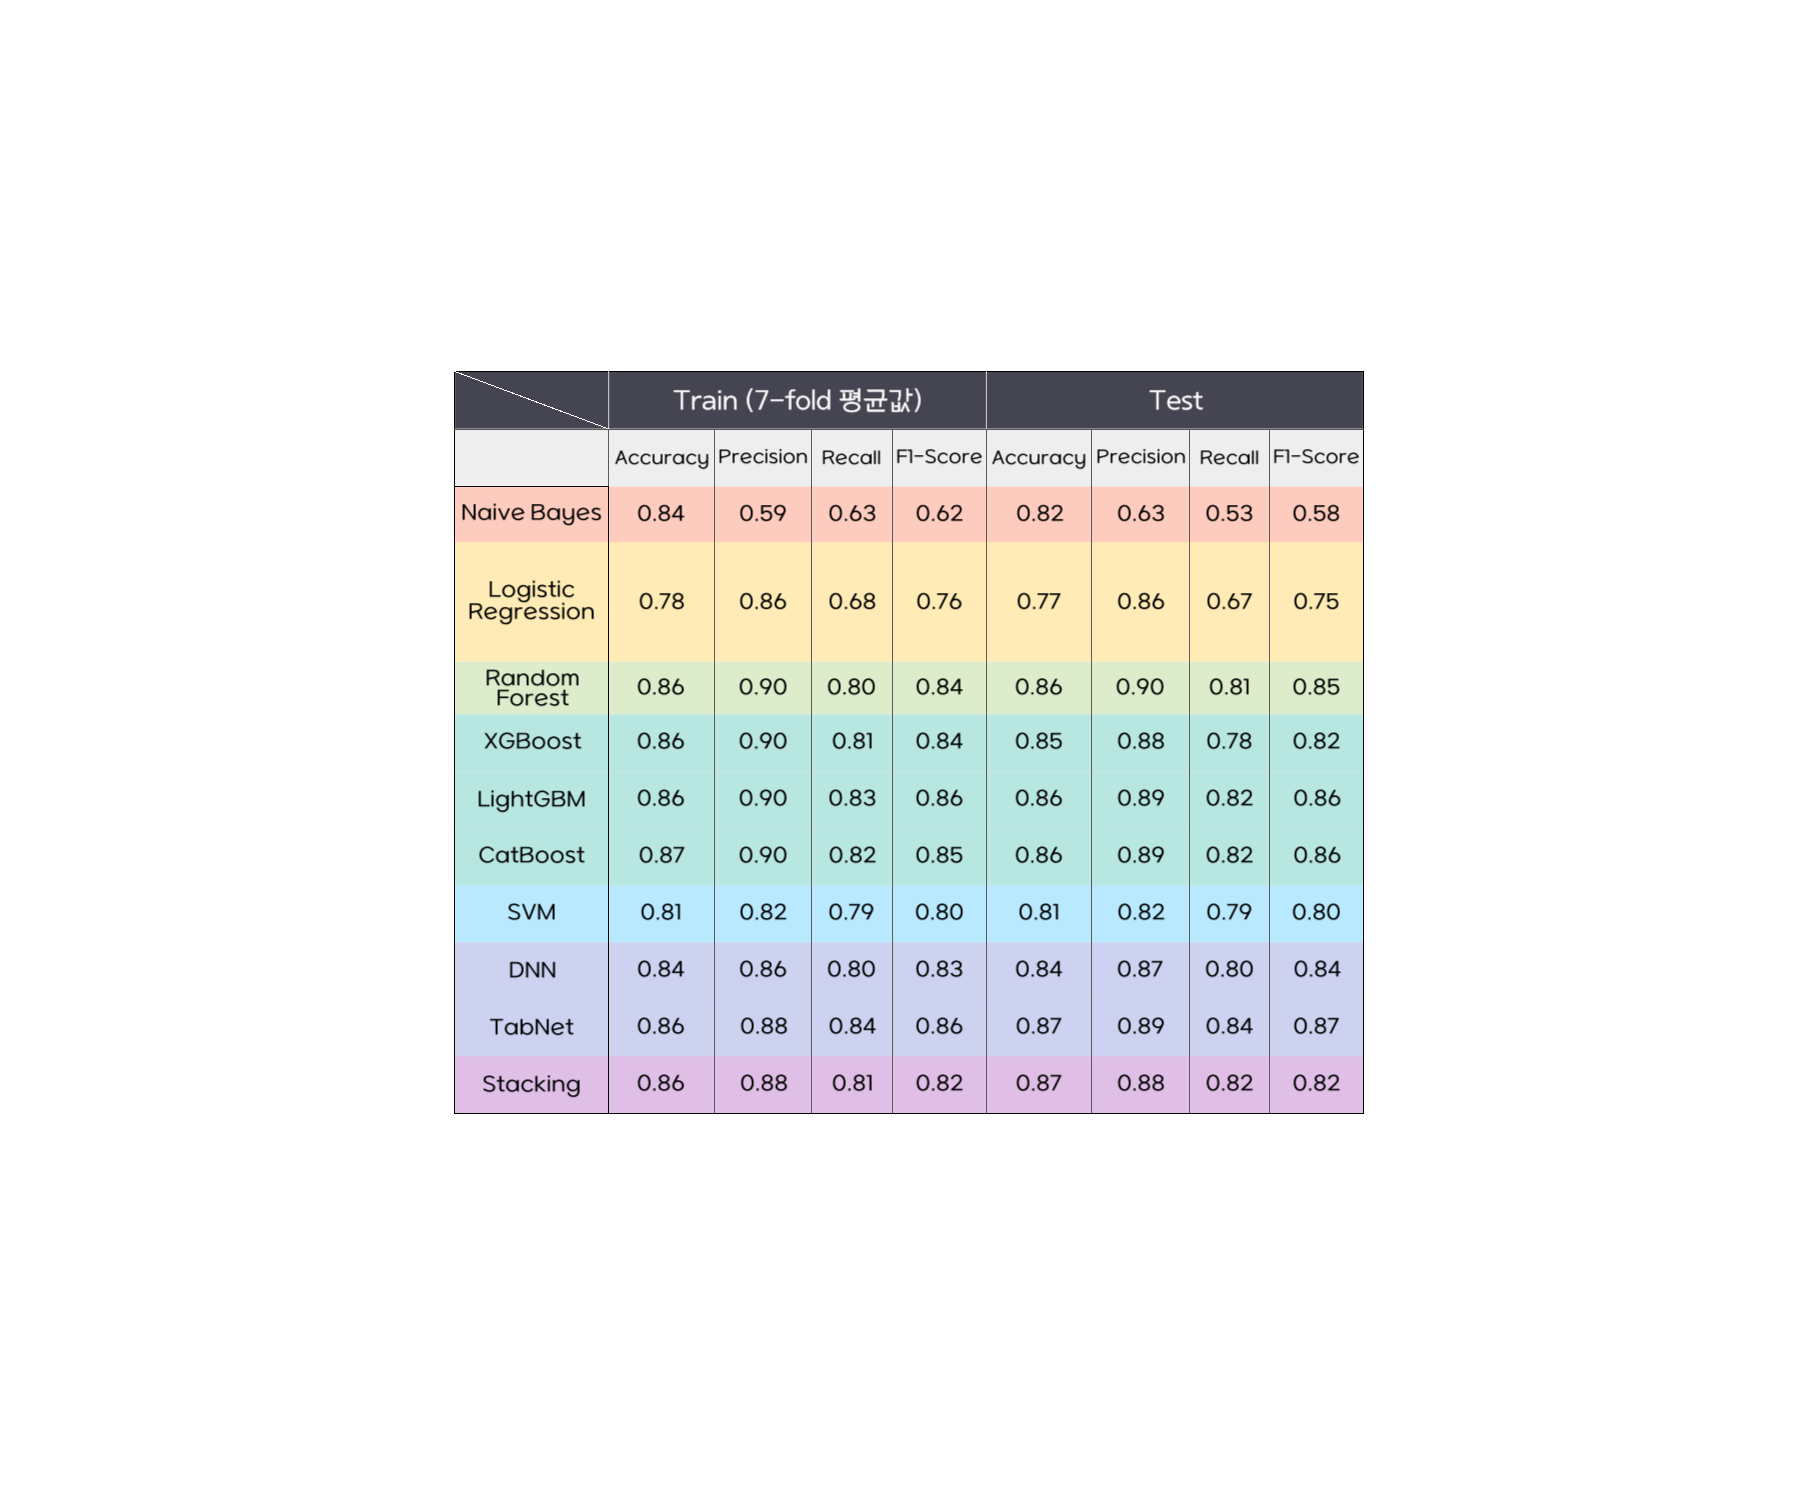 Train (7-fold 평균값) Test
Accuracy Precision Recall F1-Score Accuracy Precision Recall F1-Score
Naive Bayes 0.84 0.59 0.63 0.62 0.82 0.63 0.53 0.58
Logistic
Regression 0.78 0.86 0.68 0.76 0.77 0.86 0.67 0.75
Random
Forest 0.86 0.90 0.80 0.84 0.86 0.90 0.81 0.85
XGBoost 0.86 0.90 0.81 0.84 0.85 0.88 0.78 0.82
LightGBM 0.86 0.90 0.83 0.86 0.86 0.89 0.82 0.86
CatBoost 0.87 0.90 0.82 0.85 0.86 0.89 0.82 0.86
SVM 0.81 0.82 0.79 0.80 0.81 0.82 0.79 0.80
DNN 0.84 0.86 0.80 0.83 0.84 0.87 0.80 0.84
TabNet 0.86 0.88 0.84 0.86 0.87 0.89 0.84 0.87
Stacking 0.86 0.88 0.81 0.82 0.87 0.88 0.82 0.82